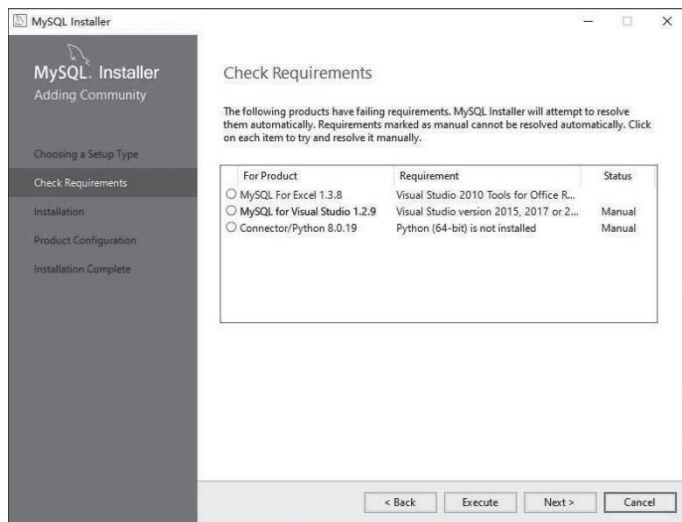 MySQL Installer
MySQL. Installer
Adding Community
Choosing a Setup Type
Check Requirements
Installation
Product Configuration
Installation Complete
Check Requirements
The following products have failing requirements. MySQL Installer will attempt to resolve
them automatically. Requirements marked as manual cannot be resolved automatically. Click
on each item to try and resolve it manually.
For Product Requirement Status
MySQL For Excel 1.3.8 Visual Studio 2010 Tools for Office R...
MySQL for Visual Studio 1.2.9 Visual Studio version 2015, 2017 or 2... Manual
Connector/Python 8.0.19 Python (64-bit) is not installed Manual
< Back Execute Next > Cancel